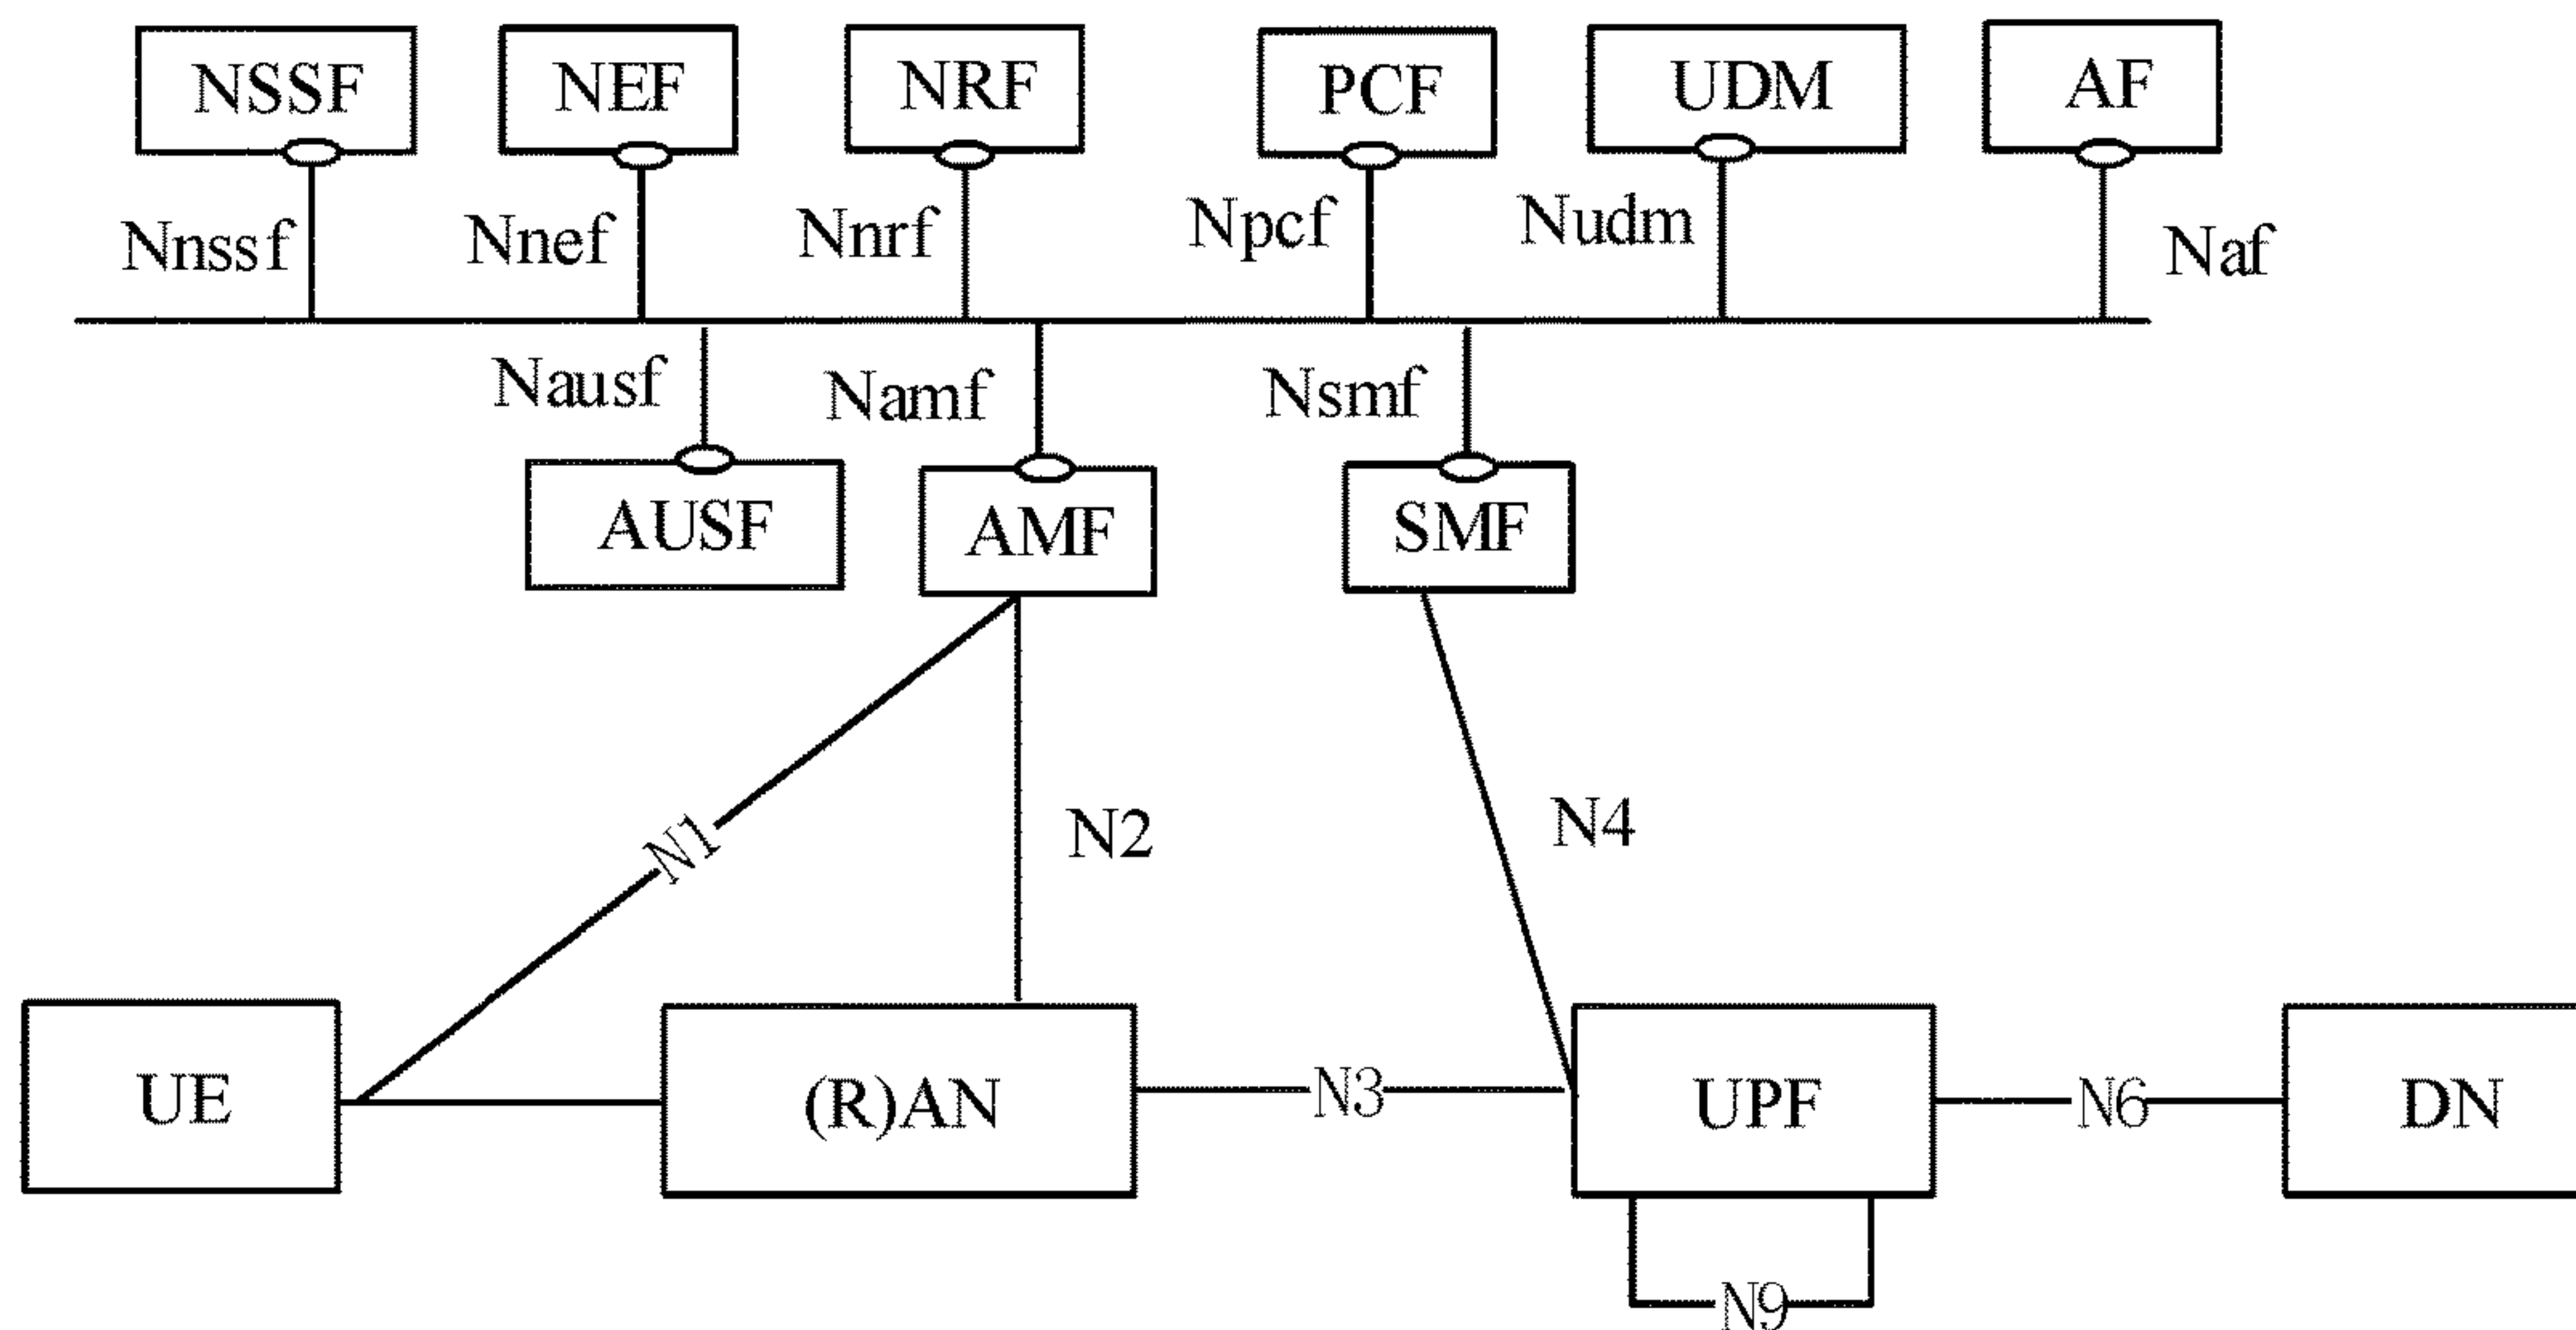 NSSF NEF NRF PCF UDM AF
Nnssf Nnef Nnrf Npcf Nudm Naf
Nausf Namf Nsmf
AUSF AMF SMF
N1 N2 N4
UE (R)AN N3 UPF N6 DN
N9